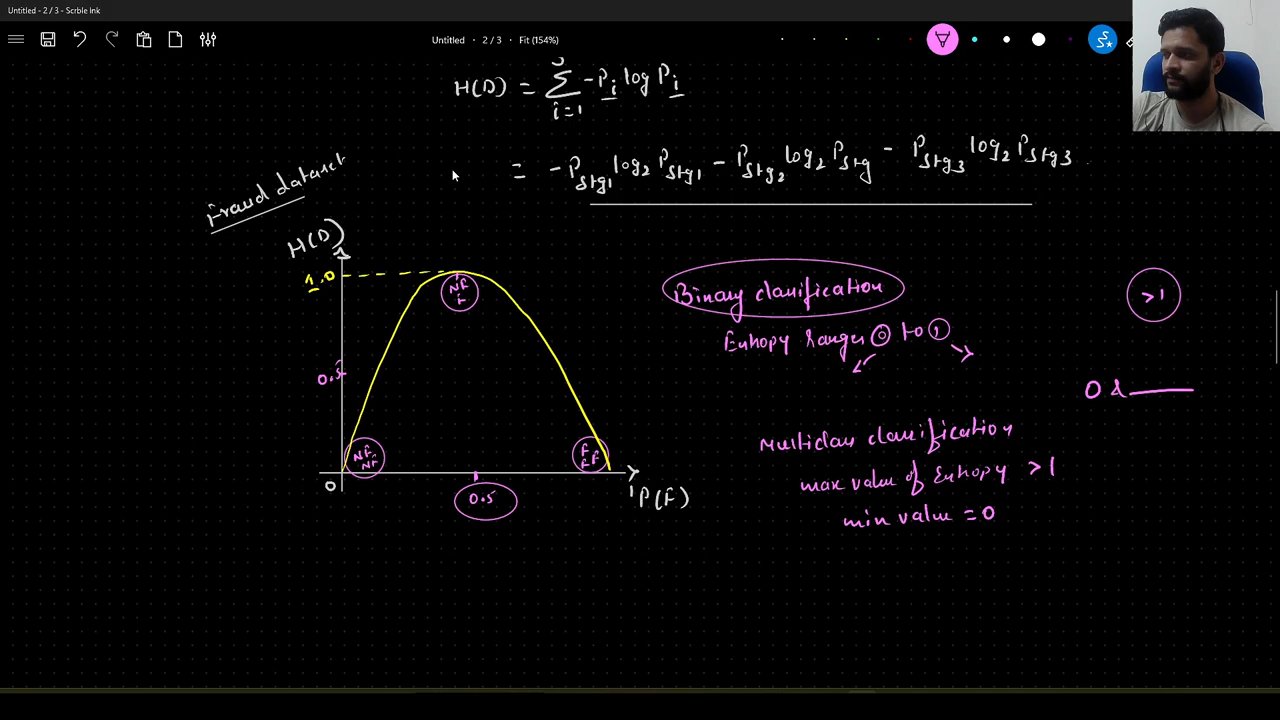 Untitled - 2 / 3 - Scrble Ink
Untitled • 2 / 3 • Fit (154%)
H(D) = Σ i=1 3 -Pi log Pi
= - Pstg1 log2 Pstg1 - Pstg2 log2 Pstg - Pstg3 log2 Pstg3
Fraud dataset
H(D)
1.0
NF
F
0.5
NF
NF
F
F F
0
0.5
1 P(F)
Binary classification
Entropy ranges 0 to 1
>1
0 &
Multiclass classification
max value of Entropy >1
min value = 0